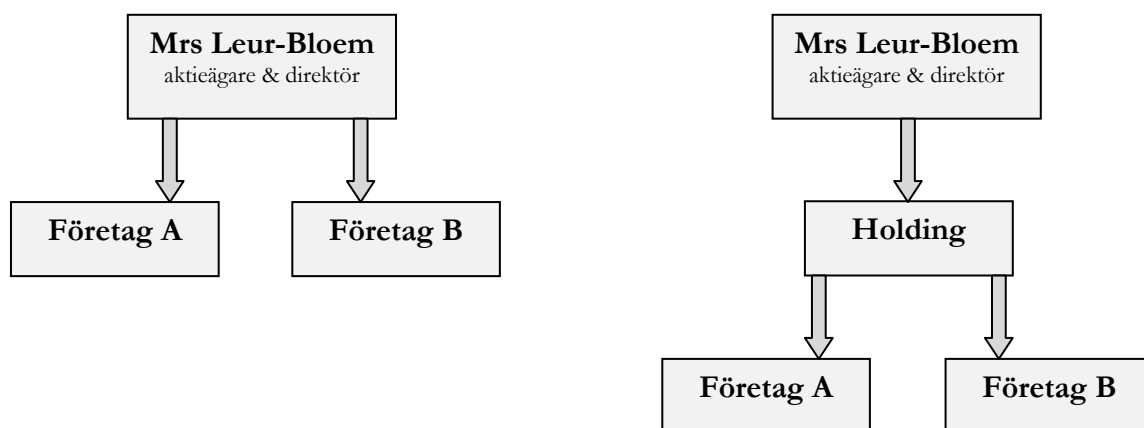 Mrs Leur-Bloem
aktieägare & direktör
Företag A
Företag B
Mrs Leur-Bloem
aktieägare & direktör
Holding
Företag A
Företag B